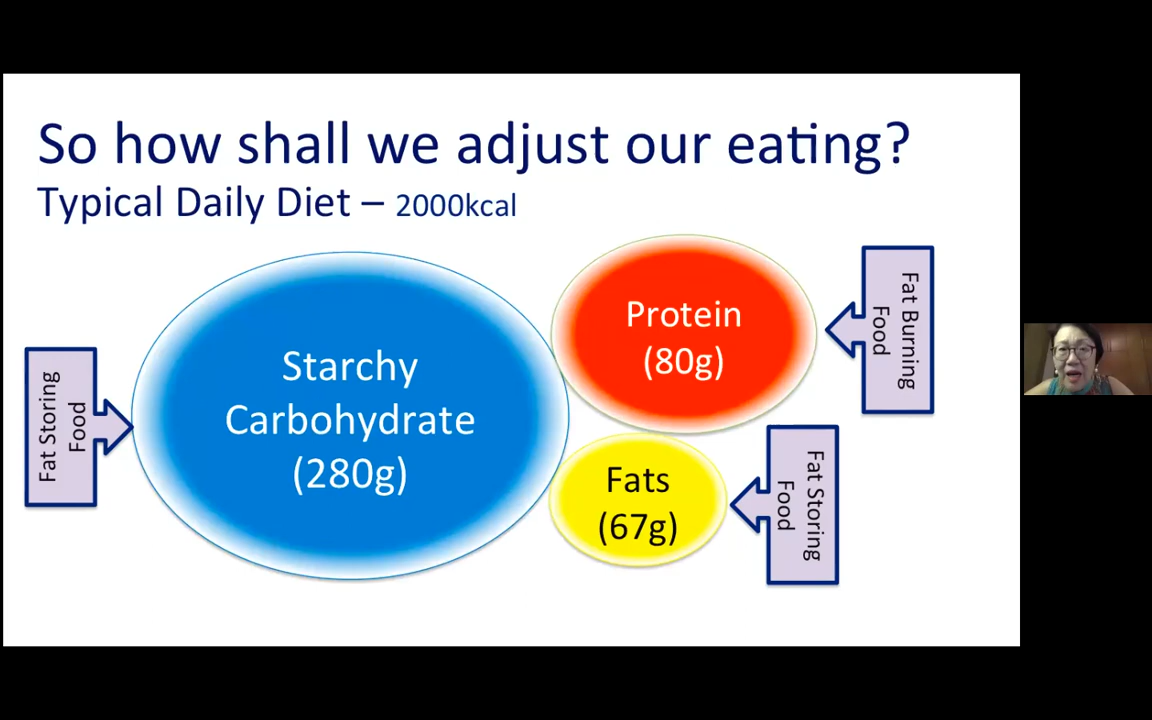 So how shall we adjust our eating?
Typical Daily Diet – 2000kcal
Fat Storing
Food
Starchy
Carbohydrate
(280g)
Protein
(80g)
Fat Burning
Food
Fats
(67g)
Fat Storing
Food